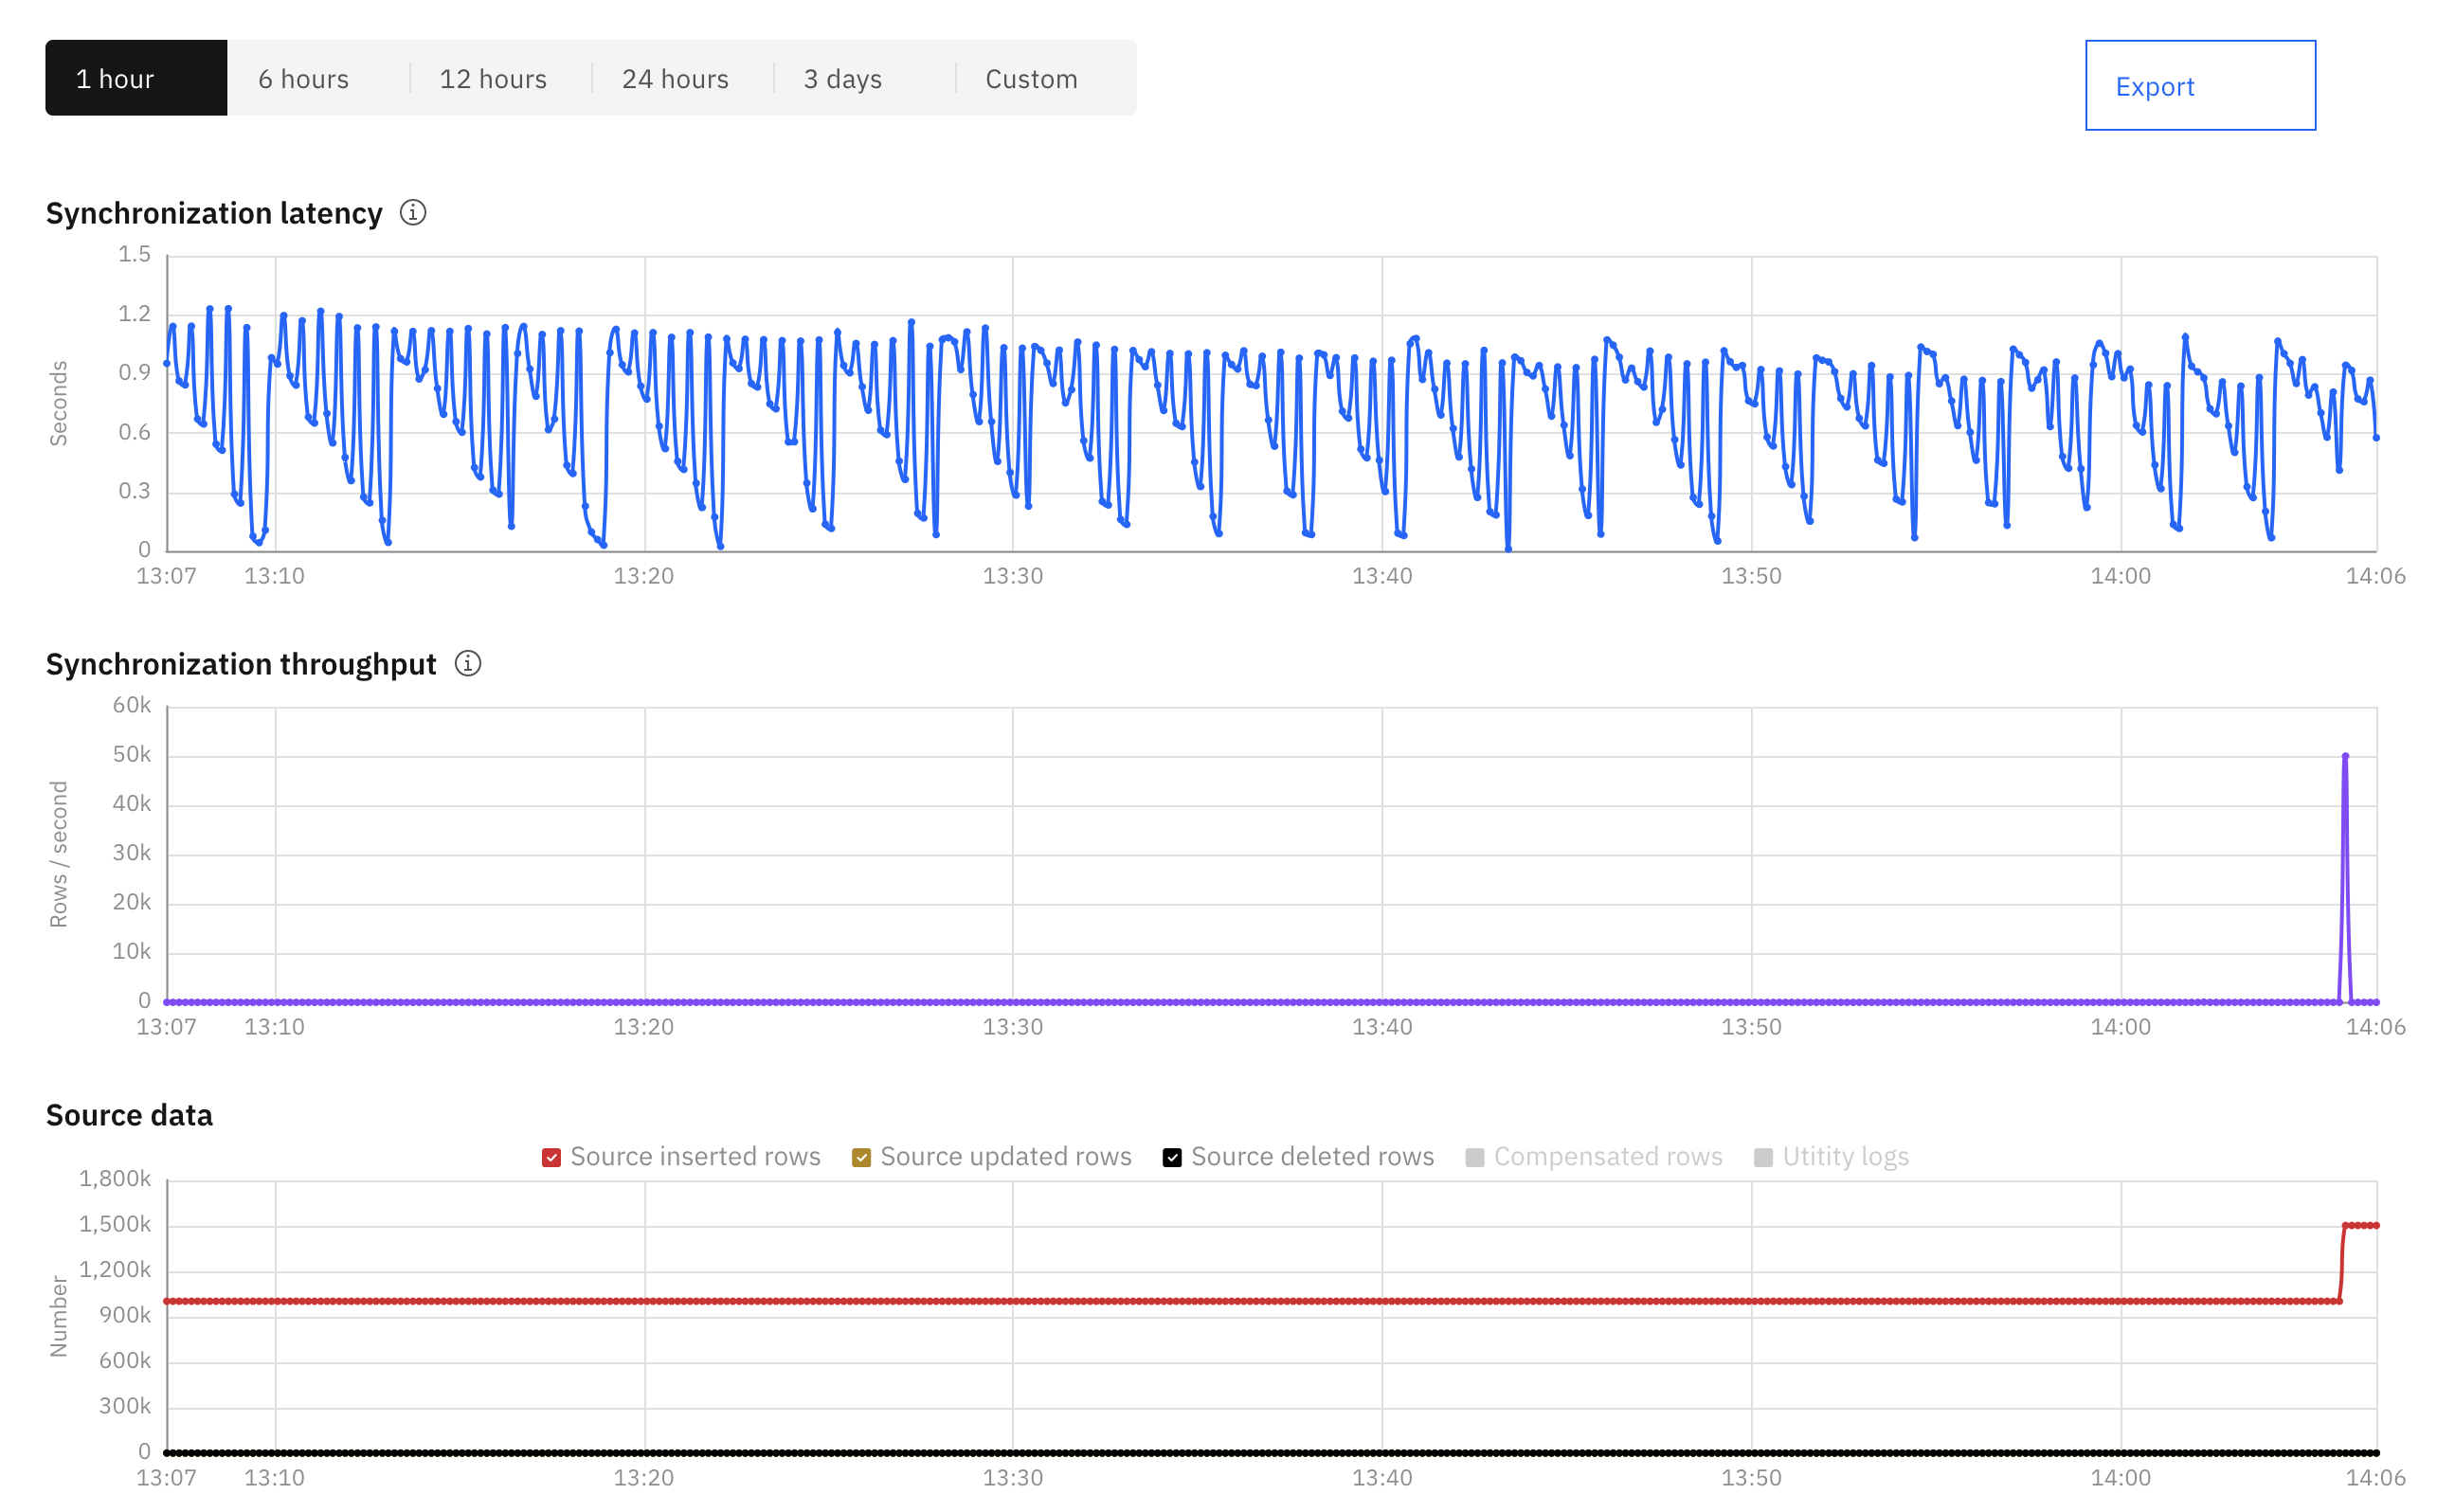 1 hour 6 hours 12 hours 24 hours 3 days Custom Export
Synchronization latency
1.5
1.2
0.9
0.6
0.3
0
Seconds
13:07 13:10 13:20 13:30 13:40 13:50 14:00 14:06
Synchronization throughput
60k
50k
40k
30k
20k
10k
0
Rows / second
13:07 13:10 13:20 13:30 13:40 13:50 14:00 14:06
Source data
Source inserted rows Source updated rows Source deleted rows Compensated rows Utitity logs
1,800k
1,500k
1,200k
900k
600k
300k
0
Number
13:07 13:10 13:20 13:30 13:40 13:50 14:00 14:06